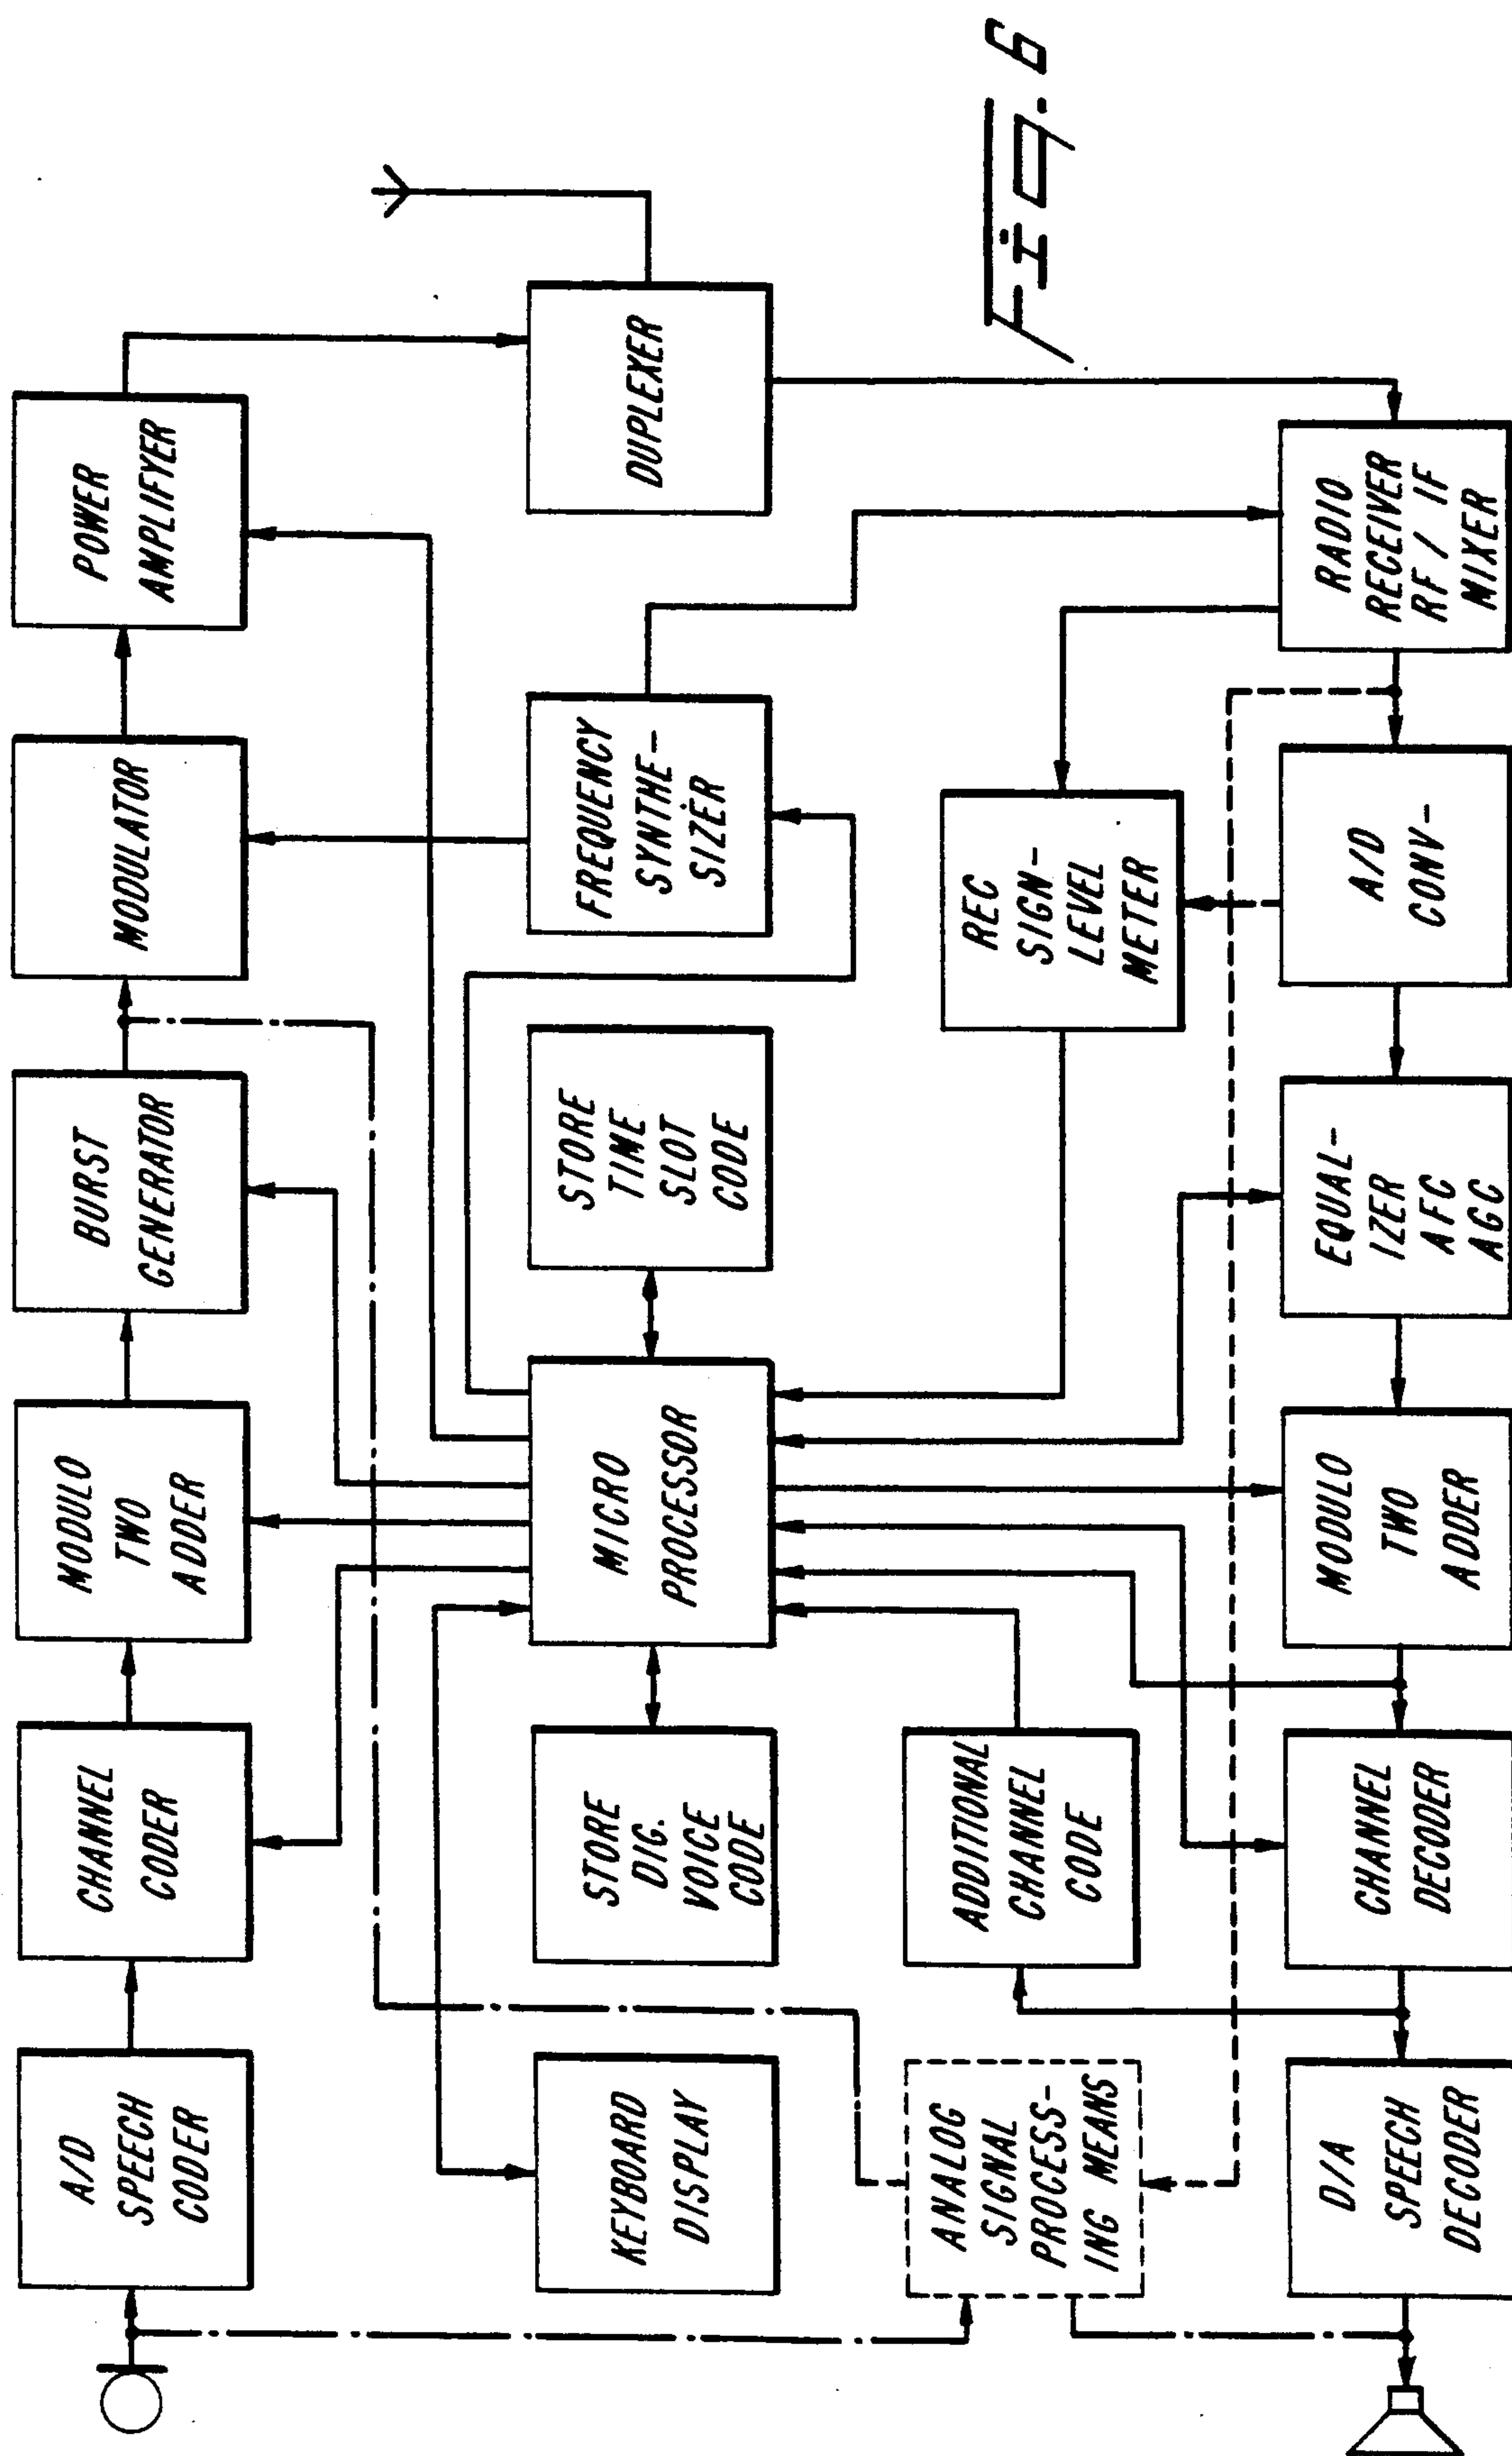 A/D
SPEECH
CODER
CHANNEL
CODER
MODULO
TWO
ADDER
BURST
GENERATOR
MODULATOR
POWER
AMPLIFYER
KEYBOARD
DISPLAY
STORE
DIG.
VOICE
CODE
MICRO
PROCESSOR
STORE
TIME
SLOT
CODE
FREQUENCY
SYNTHE-
SIZER
DUPLEXER
ANALOG
SIGNAL
PROCESS-
ING MEANS
ADDITIONAL
CHANNEL
CODE
REC
SIGN-
LEVEL
METER
D/A
SPEECH
DECODER
CHANNEL
DECODER
MODULO
TWO
ADDER
EQUAL-
IZER
AFC
AGC
A/D
CONV-
RADIO
RECEIVER
RF / IF
MIXER
Fig. 6